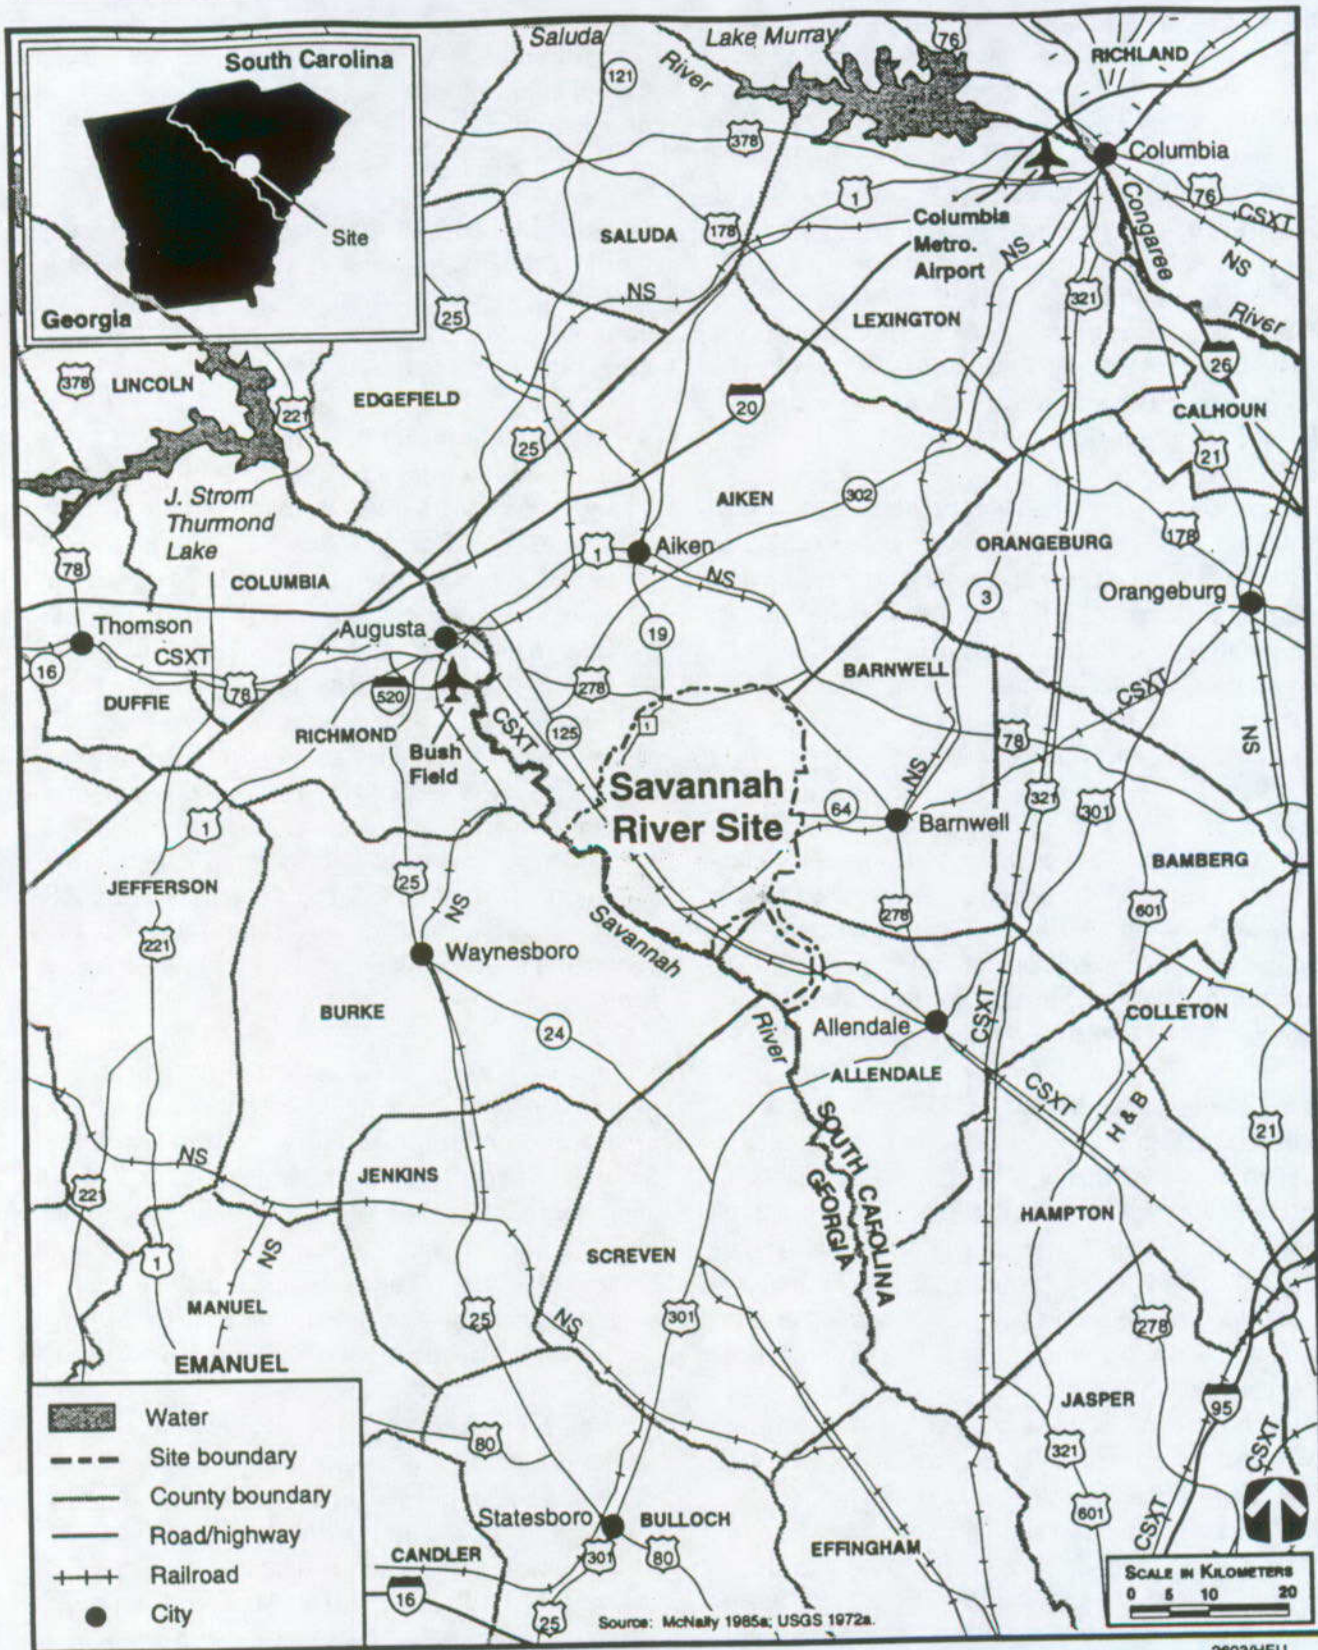 South Carolina
Site
Georgia
Saluda
River
Lake Murray
76
RICHLAND
121
378
Columbia
1
76
CSXT
Columbia
Metro.
Airport
Congaree
River
NS
NS
178
SALUDA
NS
25
321
LEXINGTON
26
378
LINCOLN
221
EDGEFIELD
20
CALHOUN
25
21
J. Strom
Thurmond
Lake
AIKEN
302
178
78
1
Aiken
NS
ORANGEBURG
COLUMBIA
3
Orangeburg
Thomson
Augusta
19
16
CSXT
BARNWELL
CSXT
DUFFIE
78
520
278
RICHMOND
CSXT
125
1
78
NS
Bush
Field
Savannah
River Site
NS
321
301
1
64
Barnwell
BAMBERG
JEFFERSON
25
NS
278
601
221
Savannah
River
Waynesboro
BURKE
24
Allendale
CSXT
COLLETON
ALLENDALE
CSXT
H & B
21
SOUTH CAROLINA
GEORGIA
NS
221
JENKINS
HAMPTON
1
NS
SCREVEN
MANUEL
25
NS
301
278
EMANUEL
JASPER
95
Water
Site boundary
County boundary
Road/highway
Railroad
City
80
321
CSXT
601
CSXT
Statesboro
BULLOCH
301
80
CANDLER
EFFINGHAM
16
25
SCALE IN KILOMETERS
0 5 10 20
Source: McNally 1985a; USGS 1972a.